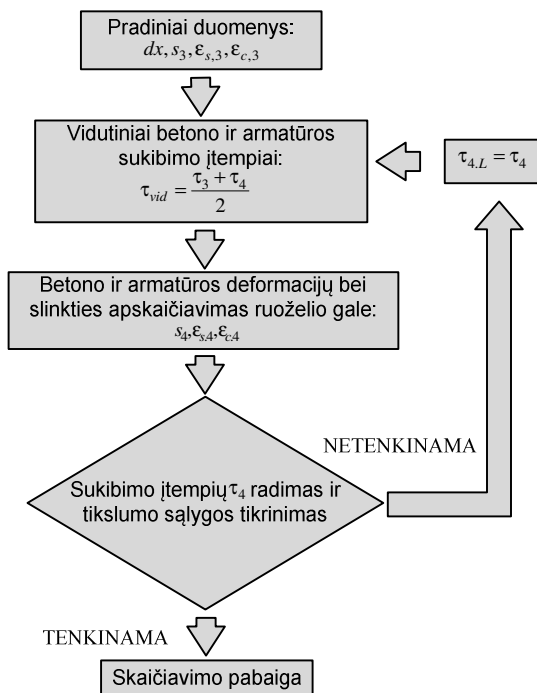 Pradiniai duomenys:
dx, s₃, ε_{s,3}, ε_{c,3}
Vidutiniai betono ir armatūros
sukibimo įtempiai:
τ_{vid} = (τ₃ + τ₄) / 2
τ_{4.L} = τ₄
Betono ir armatūros deformacijų bei
slinkties apskaičiavimas ruoželio gale:
s₄, ε_{s.4}, ε_{c.4}
NETENKINAMA
Sukibimo įtempių τ₄ radimas ir
tikslumo sąlygos tikrinimas
TENKINAMA
Skaičiavimo pabaiga